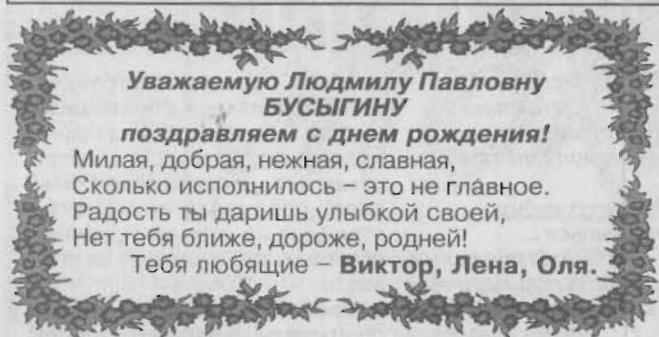 Уважаемую Людмилу Павловну
БУСЫГИНУ
поздравляем с днем рождения!
Милая, добрая, нежная, славная,
Сколько исполнилось – это не главное.
Радость ты даришь улыбкой своей,
Нет тебя ближе, дороже, родней!
Тебя любящие – Виктор, Лена, Оля.